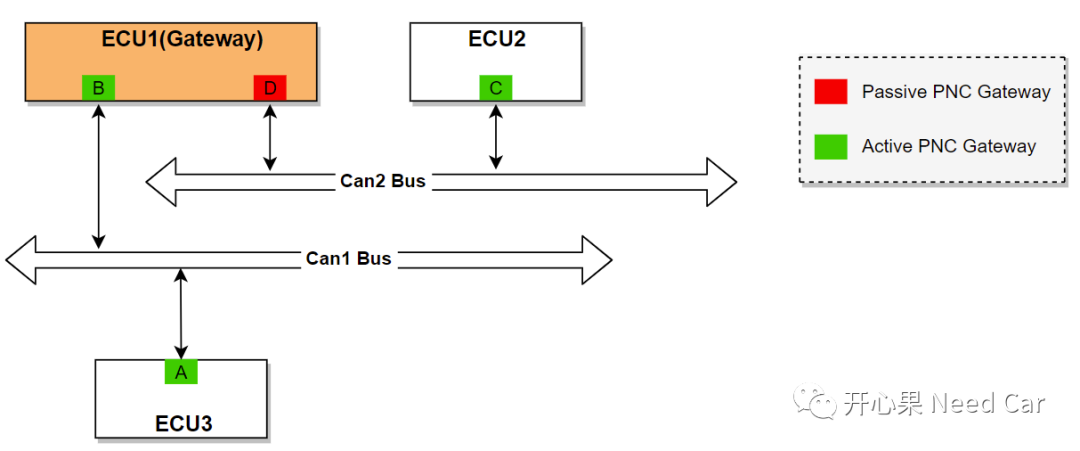 ECU1(Gateway)
ECU2
B
D
C
Passive PNC Gateway
Active PNC Gateway
Can2 Bus
Can1 Bus
A
ECU3
开心果 Need Car